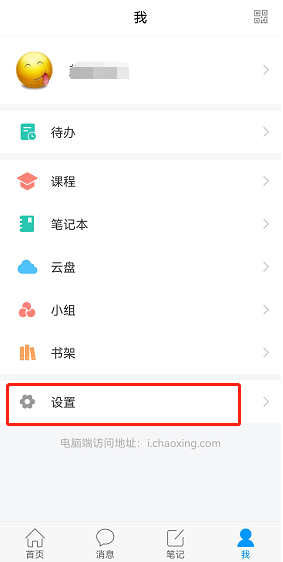 我
待办
课程
笔记本
云盘
小组
书架
设置
电脑端访问地址：i.chaoxing.com
首页 消息 笔记 我